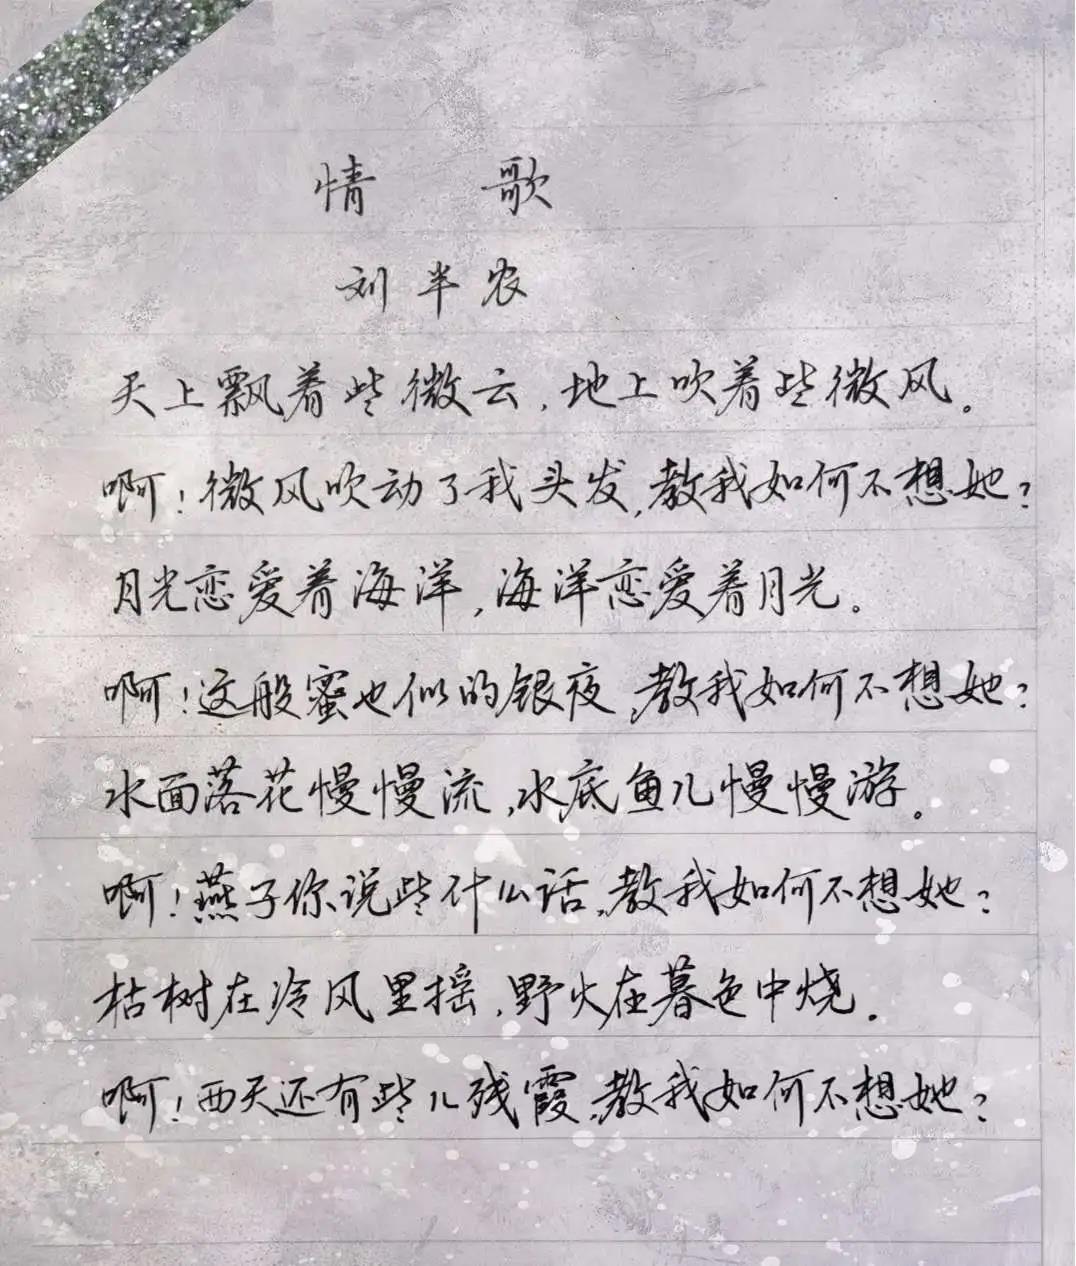 情 歌
刘半农
天上飘着些微云,地上吹着些微风。
啊!微风吹动了我头发,教我如何不想她?
月光恋爱着海洋,海洋恋爱着月光。
啊!这般蜜也似的银夜,教我如何不想她?
水面落花慢慢流,水底鱼儿慢慢游。
啊!燕子你说些什么话,教我如何不想她?
枯树在冷风里摇,野火在暮色中烧。
啊!西天还有些儿残霞,教我如何不想她?